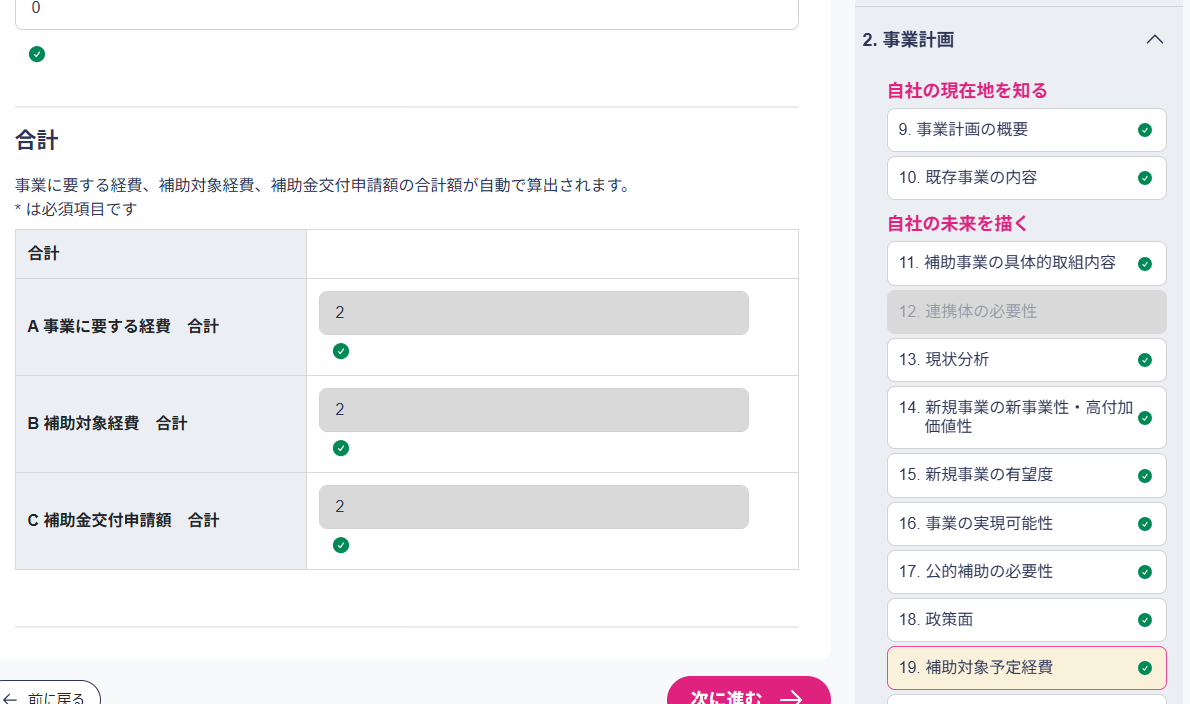 0
合計
事業に要する経費、補助対象経費、補助金交付申請額の合計額が自動で算出されます。
* は必須項目です
合計
A 事業に要する経費　合計
2
B 補助対象経費　合計
2
C 補助金交付申請額　合計
2
前に戻る
次に進む
2. 事業計画
自社の現在地を知る
9. 事業計画の概要
10. 既存事業の内容
自社の未来を描く
11. 補助事業の具体的取組内容
12. 連携体の必要性
13. 現状分析
14. 新規事業の新事業性・高付加
価値性
15. 新規事業の有望度
16. 事業の実現可能性
17. 公的補助の必要性
18. 政策面
19. 補助対象予定経費